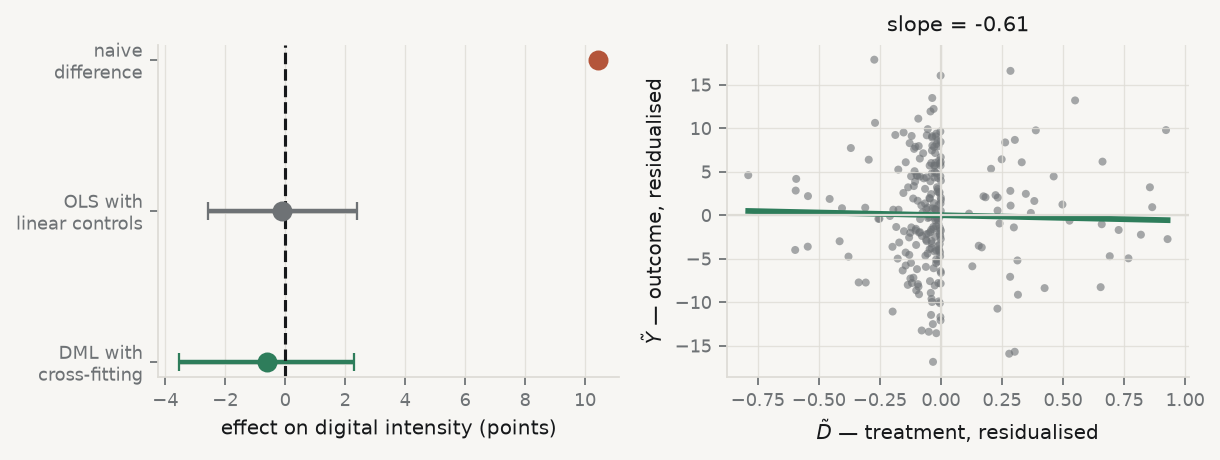 naive
difference
OLS with
linear controls
DML with
cross-fitting
−4 −2 0 2 4 6 8 10
effect on digital intensity (points)
slope = -0.61
Ỹ — outcome, residualised
15
10
5
0
−5
−10
−15
−0.75 −0.50 −0.25 0.00 0.25 0.50 0.75 1.00
D̃ — treatment, residualised